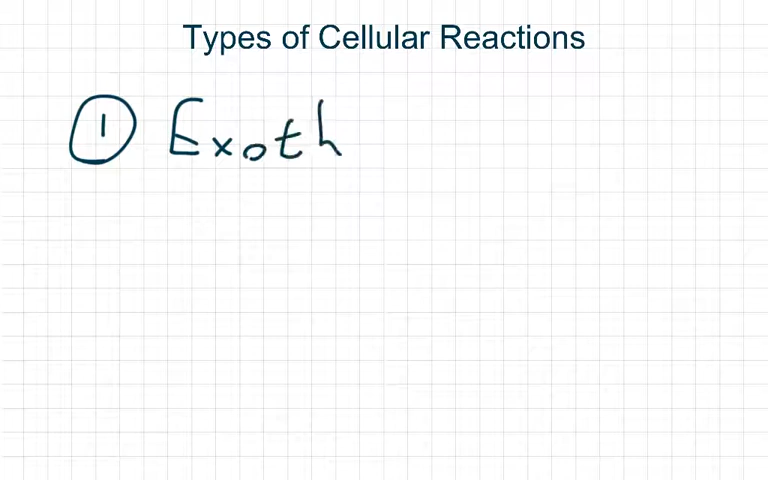 Types of Cellular Reactions
① Exoth